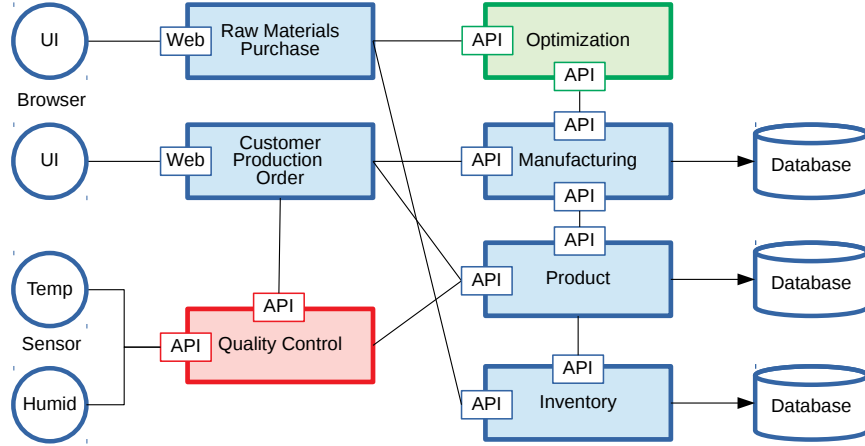 UI
Web
Raw Materials
Purchase
API
Optimization
API
Browser
API
UI
Web
Customer
Production
Order
API
Manufacturing
Database
API
API
Temp
API
Product
Database
API
Sensor
API
Quality Control
API
Humid
API
Inventory
Database